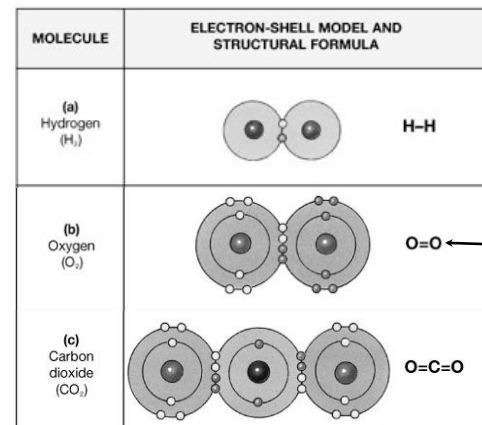 MOLECULE
ELECTRON-SHELL MODEL AND
STRUCTURAL FORMULA
(a)
Hydrogen
(H₂)
H–H
(b)
Oxygen
(O₂)
O=O
(c)
Carbon
dioxide
(CO₂)
O=C=O